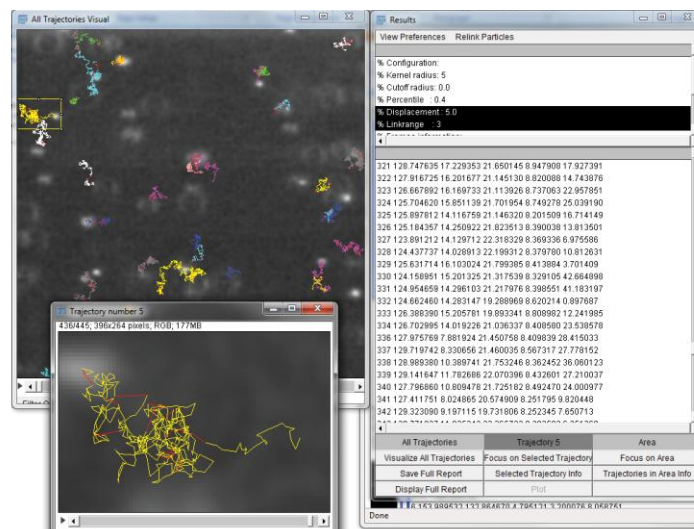 All Trajectories Visual
Results
View Preferences Relink Particles
% Configuration:
% Kernel radius: 5
% Cutoff radius: 0.0
% Percentile : 0.4
% Displacement : 5.0
% Linkrange : 3
% Frames information:
321 128.747635 17.229353 21.650145 8.947908 17.927391
322 127.916725 16.201677 21.145130 8.820088 14.743876
323 126.667892 16.169733 21.113926 8.737063 22.957851
324 125.704620 15.851139 21.701954 8.749278 25.039190
325 125.897812 14.116759 21.146320 8.201509 16.714149
326 125.184357 14.250922 21.823513 8.390038 13.813501
327 123.891212 14.129712 22.318329 8.369336 6.975586
328 124.437737 14.028913 22.199312 8.379780 10.812631
329 125.631714 16.103024 21.799385 8.413884 3.701409
330 124.158951 15.201325 21.317539 8.329105 42.664898
331 124.954659 14.296103 21.217976 8.398551 41.183197
332 124.662460 14.283147 19.288969 8.620214 0.897687
333 126.388390 15.205781 19.893341 8.808982 12.241985
334 126.702995 14.019226 21.036337 8.408580 23.538578
336 127.975769 7.881924 21.450758 8.409839 28.415033
337 129.719742 8.330656 21.460035 8.567317 27.778152
338 128.989380 10.389741 21.753246 8.362452 36.060123
339 129.141647 11.782686 22.070396 8.432601 27.210037
340 127.796860 10.809478 21.725182 8.492470 24.000977
341 127.411751 8.024865 20.574909 8.251795 9.820448
342 129.323090 9.197115 19.731806 8.252345 7.650713
Trajectory number 5
436/445; 396x264 pixels; RGB; 177MB
All Trajectories Trajectory 5 Area
Visualize All Trajectories Focus on Selected Trajectory Focus on Area
Save Full Report Selected Trajectory Info Trajectories in Area Info
Display Full Report Plot
Done